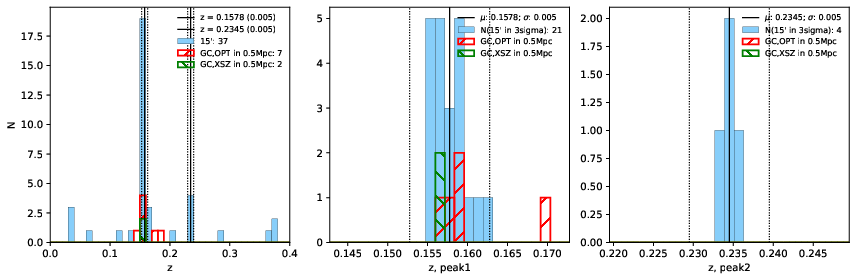 z = 0.1578 (0.005)
z = 0.2345 (0.005)
15': 37
GC,OPT in 0.5Mpc: 7
GC,XSZ in 0.5Mpc: 2
N
17.5
15.0
12.5
10.0
7.5
5.0
2.5
0.0
0.0 0.1 0.2 0.3 0.4
z
μ: 0.1578; σ: 0.005
N(15' in 3sigma): 21
GC,OPT in 0.5Mpc
GC,XSZ in 0.5Mpc
5
4
3
2
1
0
0.145 0.150 0.155 0.160 0.165 0.170
z, peak1
μ: 0.2345; σ: 0.005
N(15' in 3sigma): 4
GC,OPT in 0.5Mpc
GC,XSZ in 0.5Mpc
2.00
1.75
1.50
1.25
1.00
0.75
0.50
0.25
0.00
0.220 0.225 0.230 0.235 0.240 0.245
z, peak2